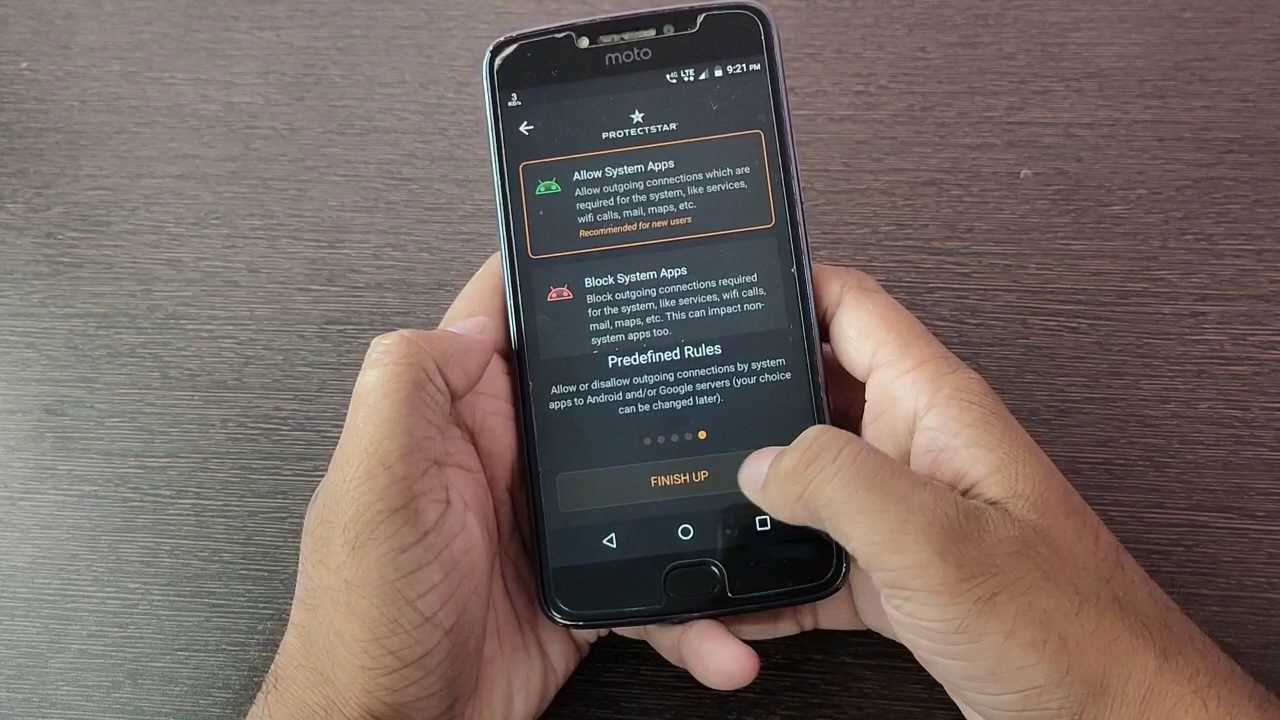 moto
4G LTE 9:21 PM
3
KB/s
PROTECTSTAR
Allow System Apps
Allow outgoing connections which are
required for the system, like services,
wifi calls, mail, maps, etc.
Recommended for new users
Block System Apps
Block outgoing connections required
for the system, like services, wifi calls,
mail, maps, etc. This can impact non-
system apps too.
Predefined Rules
Allow or disallow outgoing connections by system
apps to Android and/or Google servers (your choice
can be changed later).
FINISH UP